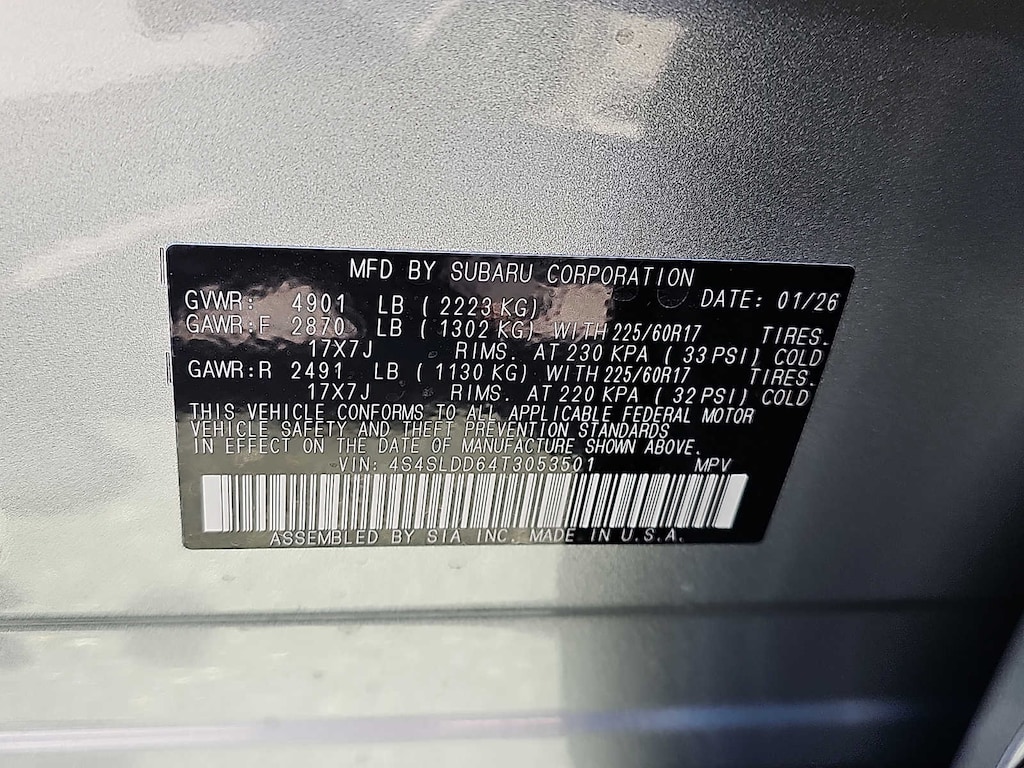 MFD BY SUBARU CORPORATION
GVWR: 4901 LB ( 2223 KG) DATE: 01/26
GAWR:F 2870 LB ( 1302 KG) WITH 225/60R17 TIRES.
17X7J RIMS. AT 230 KPA ( 33 PSI) COLD
GAWR:R 2491 LB ( 1130 KG) WITH 225/60R17 TIRES.
17X7J RIMS. AT 220 KPA ( 32 PSI) COLD
THIS VEHICLE CONFORMS TO ALL APPLICABLE FEDERAL MOTOR
VEHICLE SAFETY AND THEFT PREVENTION STANDARDS
IN EFFECT ON THE DATE OF MANUFACTURE SHOWN ABOVE.
VIN: 4S4SLDD64T3053501 MPV
ASSEMBLED BY SIA INC. MADE IN U.S.A.